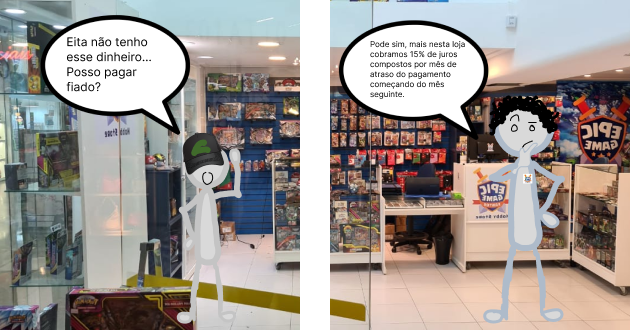 Eita não tenho
esse dinheiro...
Posso pagar
fiado?
Pode sim, mais nesta loja
cobramos 15% de juros
compostos por mês de
atraso do pagamento
começando do mês
seguinte.
EPIC
GAME
EPIC
GAME